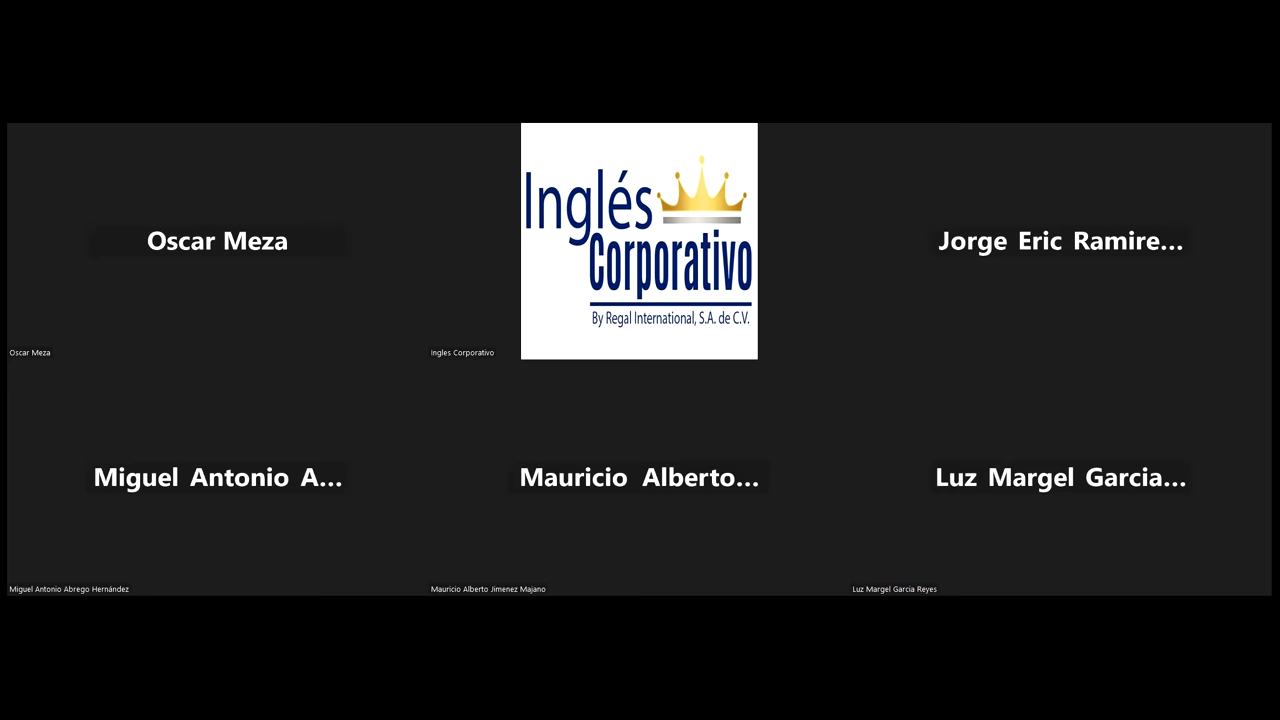 Oscar Meza
Oscar Meza
Inglés
Corporativo
By Regal International, S.A. de C.V.
Ingles Corporativo
Jorge Eric Ramire...
Miguel Antonio A...
Miguel Antonio Abrego Hernández
Mauricio Alberto...
Mauricio Alberto Jimenez Majano
Luz Margel Garcia...
Luz Margel Garcia Reyes